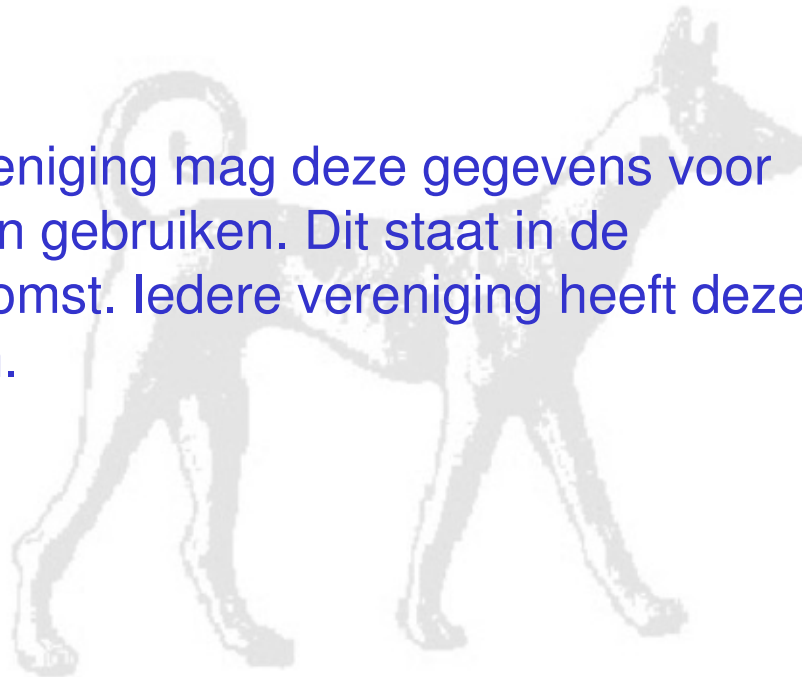 eniging mag deze gegevens voor
n gebruiken. Dit staat in de
omst. Iedere vereniging heeft deze
.